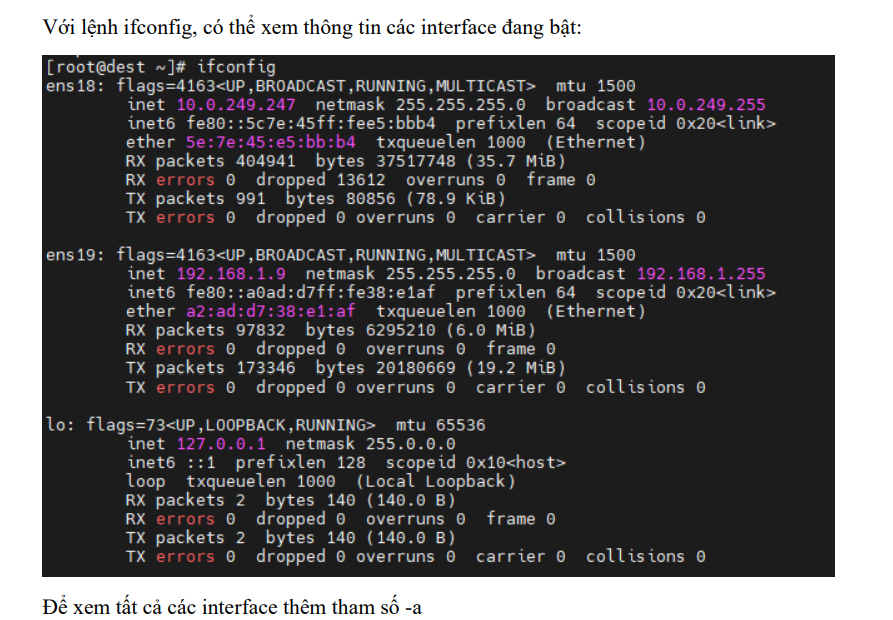 Với lệnh ifconfig, có thể xem thông tin các interface đang bật:
[root@dest ~]# ifconfig
ens18: flags=4163<UP,BROADCAST,RUNNING,MULTICAST>  mtu 1500
        inet 10.0.249.247  netmask 255.255.255.0  broadcast 10.0.249.255
        inet6 fe80::5c7e:45ff:fee5:bbb4  prefixlen 64  scopeid 0x20<link>
        ether 5e:7e:45:e5:bb:b4  txqueuelen 1000  (Ethernet)
        RX packets 404941  bytes 37517748 (35.7 MiB)
        RX errors 0  dropped 13612  overruns 0  frame 0
        TX packets 991  bytes 80856 (78.9 KiB)
        TX errors 0  dropped 0 overruns 0  carrier 0  collisions 0
ens19: flags=4163<UP,BROADCAST,RUNNING,MULTICAST>  mtu 1500
        inet 192.168.1.9  netmask 255.255.255.0  broadcast 192.168.1.255
        inet6 fe80::a0ad:d7ff:fe38:e1af  prefixlen 64  scopeid 0x20<link>
        ether a2:ad:d7:38:e1:af  txqueuelen 1000  (Ethernet)
        RX packets 97832  bytes 6295210 (6.0 MiB)
        RX errors 0  dropped 0  overruns 0  frame 0
        TX packets 173346  bytes 20180669 (19.2 MiB)
        TX errors 0  dropped 0 overruns 0  carrier 0  collisions 0
lo: flags=73<UP,LOOPBACK,RUNNING>  mtu 65536
        inet 127.0.0.1  netmask 255.0.0.0
        inet6 ::1  prefixlen 128  scopeid 0x10<host>
        loop  txqueuelen 1000  (Local Loopback)
        RX packets 2  bytes 140 (140.0 B)
        RX errors 0  dropped 0  overruns 0  frame 0
        TX packets 2  bytes 140 (140.0 B)
        TX errors 0  dropped 0 overruns 0  carrier 0  collisions 0
Để xem tất cả các interface thêm tham số -a